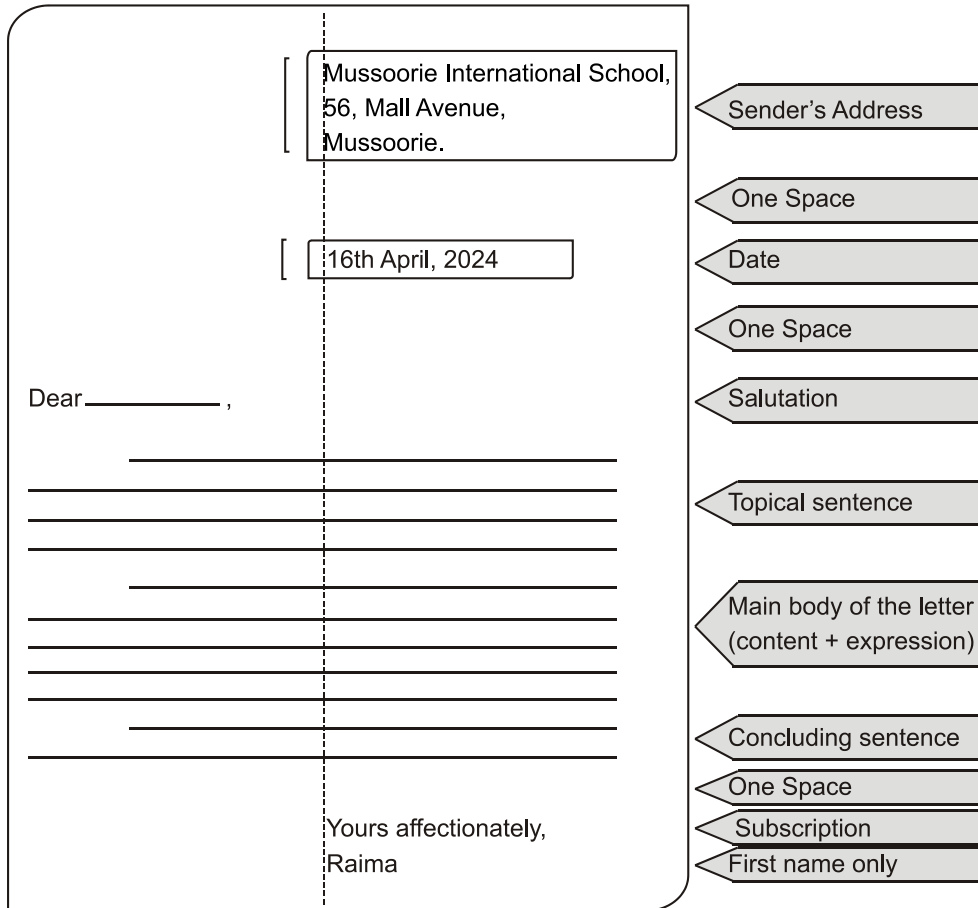 Mussoorie International School,
56, Mall Avenue,
Mussoorie.
Sender’s Address
One Space
16th April, 2024
Date
One Space
Dear ,
Salutation
Topical sentence
Main body of the letter
(content + expression)
Concluding sentence
One Space
Yours affectionately,
Subscription
Raima
First name only